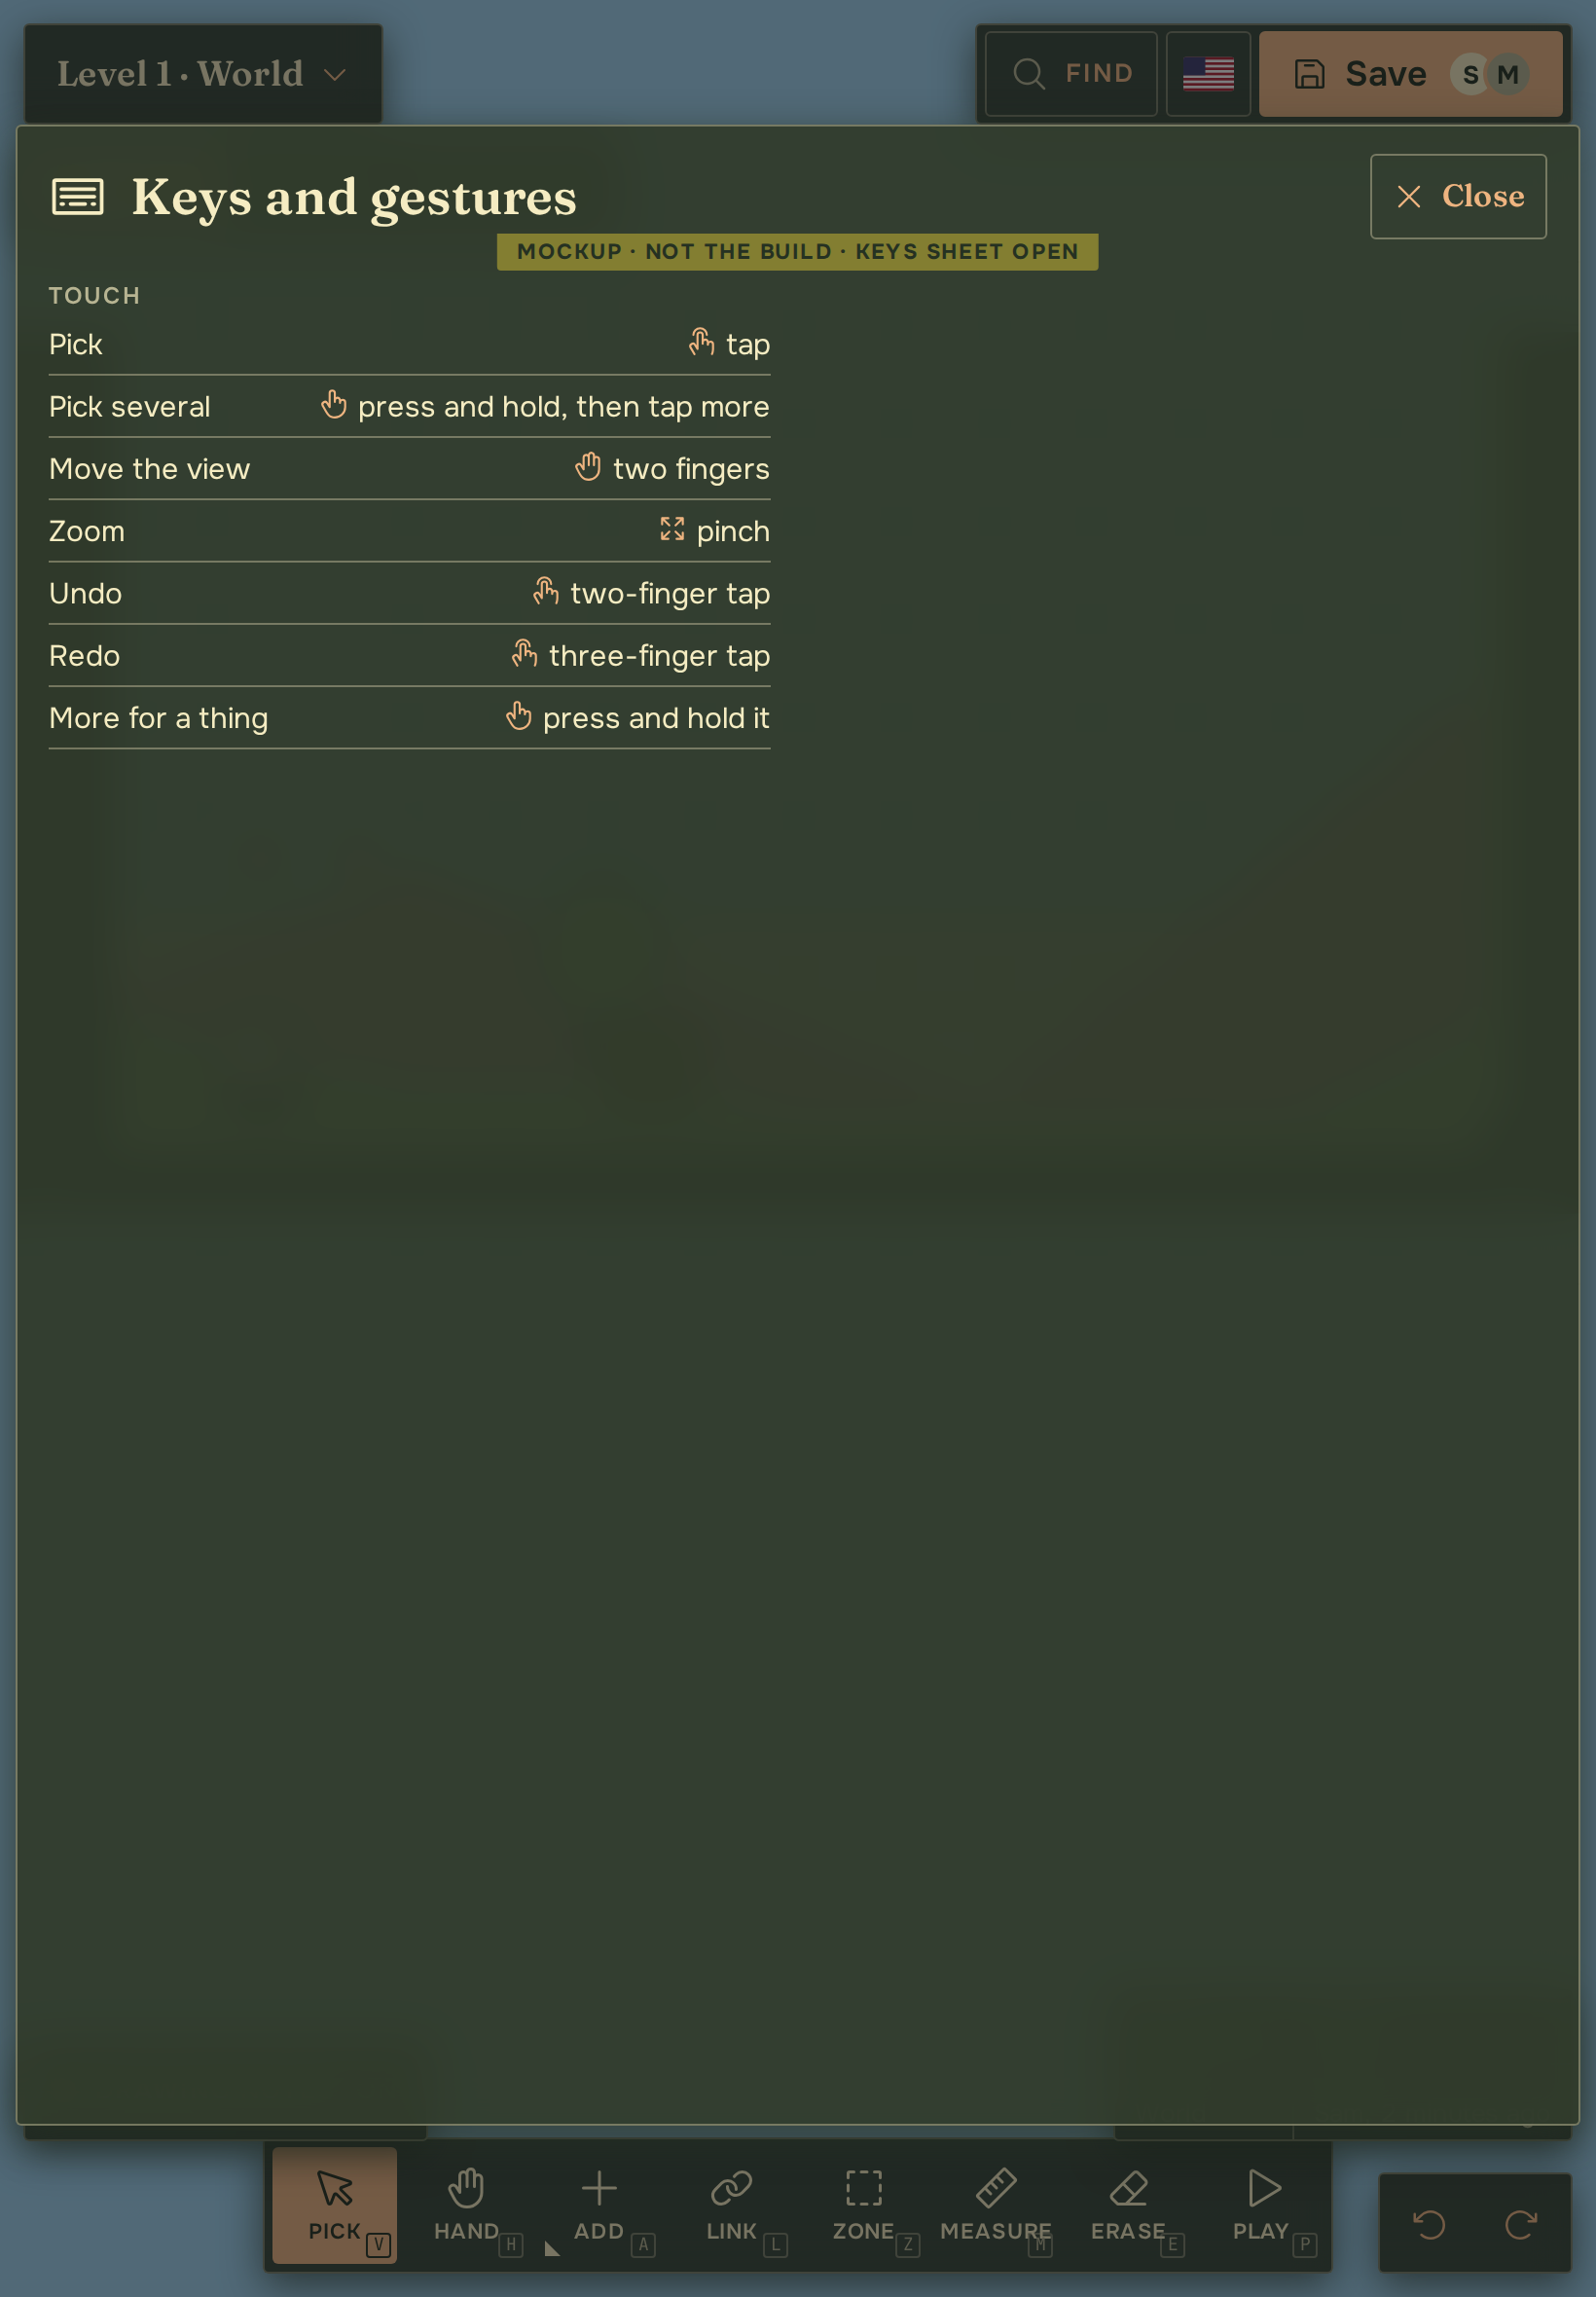 Level 1 · World
FIND
Save S M
Keys and gestures
Close
MOCKUP · NOT THE BUILD · KEYS SHEET OPEN
TOUCH
Pick tap
Pick several press and hold, then tap more
Move the view two fingers
Zoom pinch
Undo two-finger tap
Redo three-finger tap
More for a thing press and hold it
PICK V
HAND H
ADD A
LINK L
ZONE Z
MEASURE M
ERASE E
PLAY P